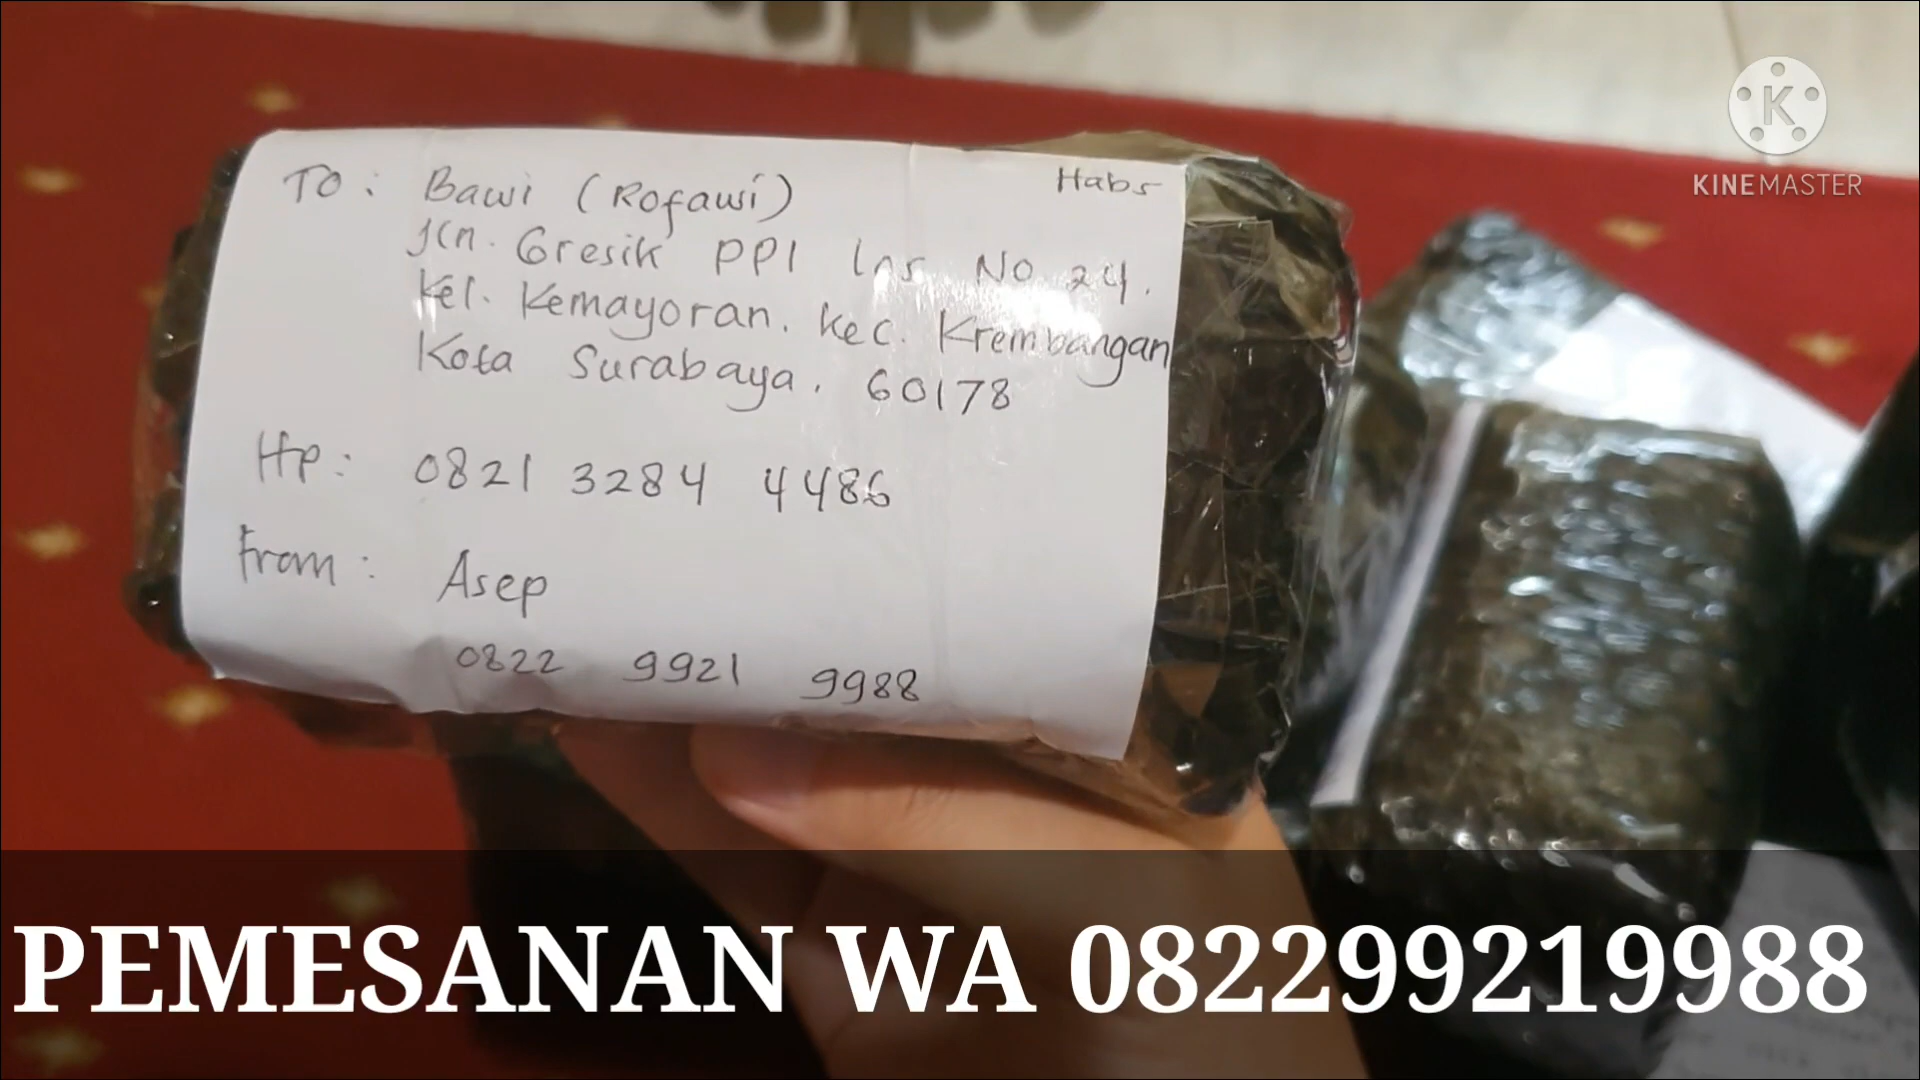 KINEMASTER
Habs
To: Bawi (Rofawi)
Jln. Gresik PPI No 24.
Kel. Kemayoran. Kec. Krembangan
Kota Surabaya. 60178
Hp: 0821 3284 4486
From: Asep
0822 9921 9988
PEMESANAN WA 082299219988